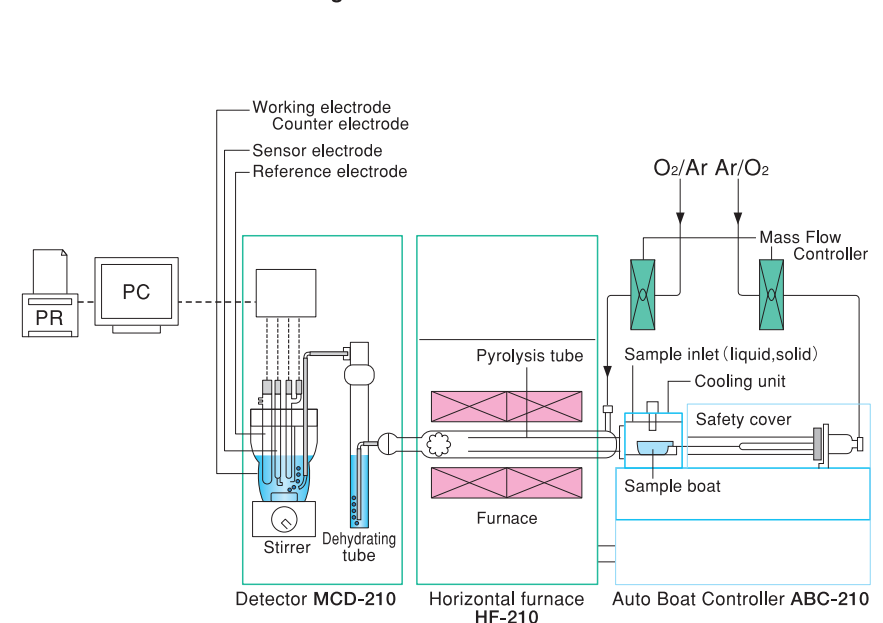 Working electrode
Counter electrode
Sensor electrode
Reference electrode
O2/Ar Ar/O2
Mass Flow
Controller
PC
PR
Pyrolysis tube
Sample inlet (liquid,solid)
Cooling unit
Safety cover
Sample boat
Furnace
Stirrer
Dehydrating
tube
Detector MCD-210
Horizontal furnace
HF-210
Auto Boat Controller ABC-210